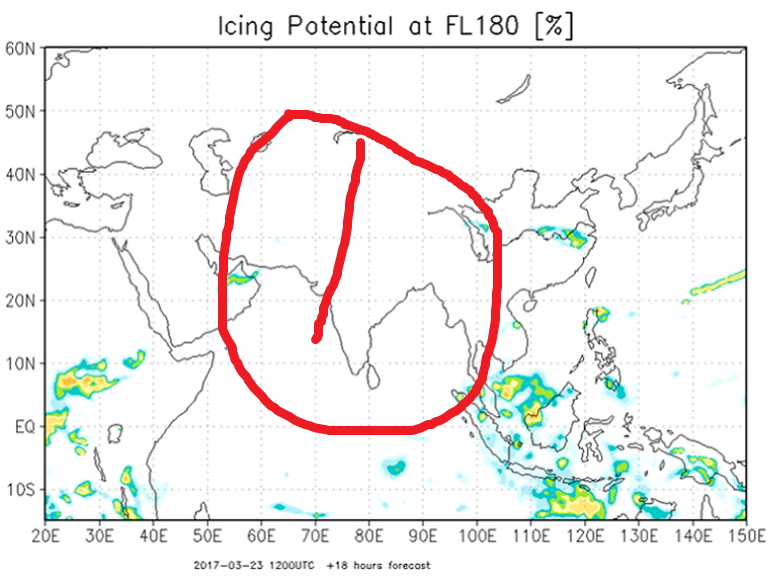 Icing Potential at FL180 [%]
60N
50N
40N
30N
20N
10N
EQ
10S
20E 30E 40E 50E 60E 70E 80E 90E 100E 110E 120E 130E 140E 150E
2017-03-23 1200UTC +18 hours forecast